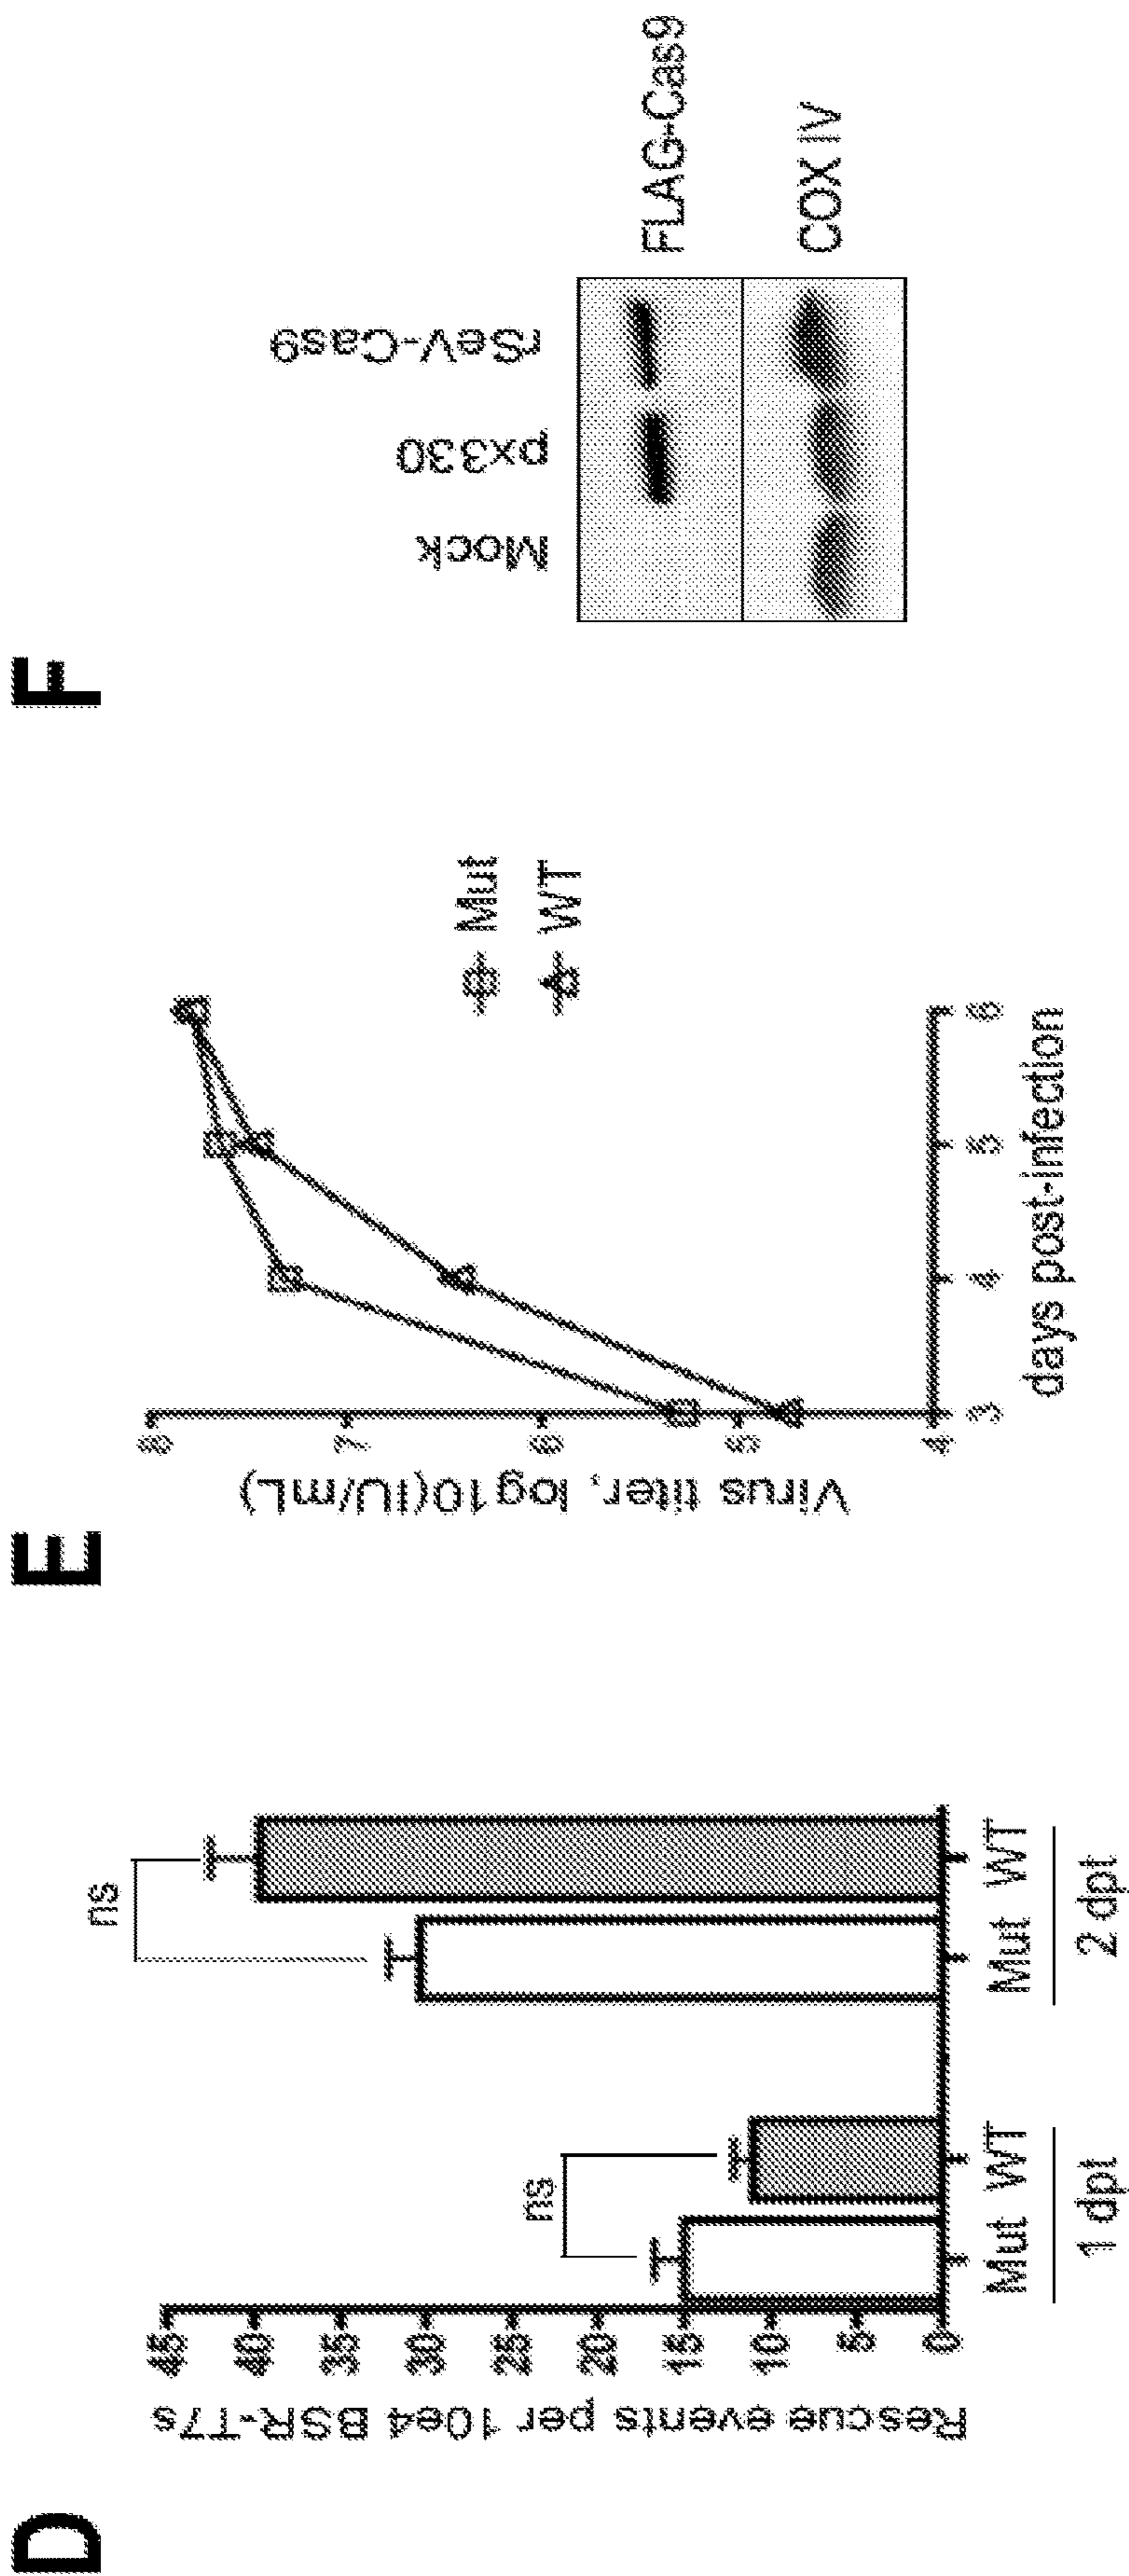 D
Rescue events per 10e4 BSR-T7s
45
40
35
30
25
20
15
10
5
0
ns
ns
Mut WT
Mut WT
1 dpt
2 dpt
E
Virus titer, log10(IU/mL)
8
7
6
5
4
3
4
5
6
days post-infection
Mut
WT
F
Mock
px330
rSeV-Cas9
FLAG-Cas9
COX IV